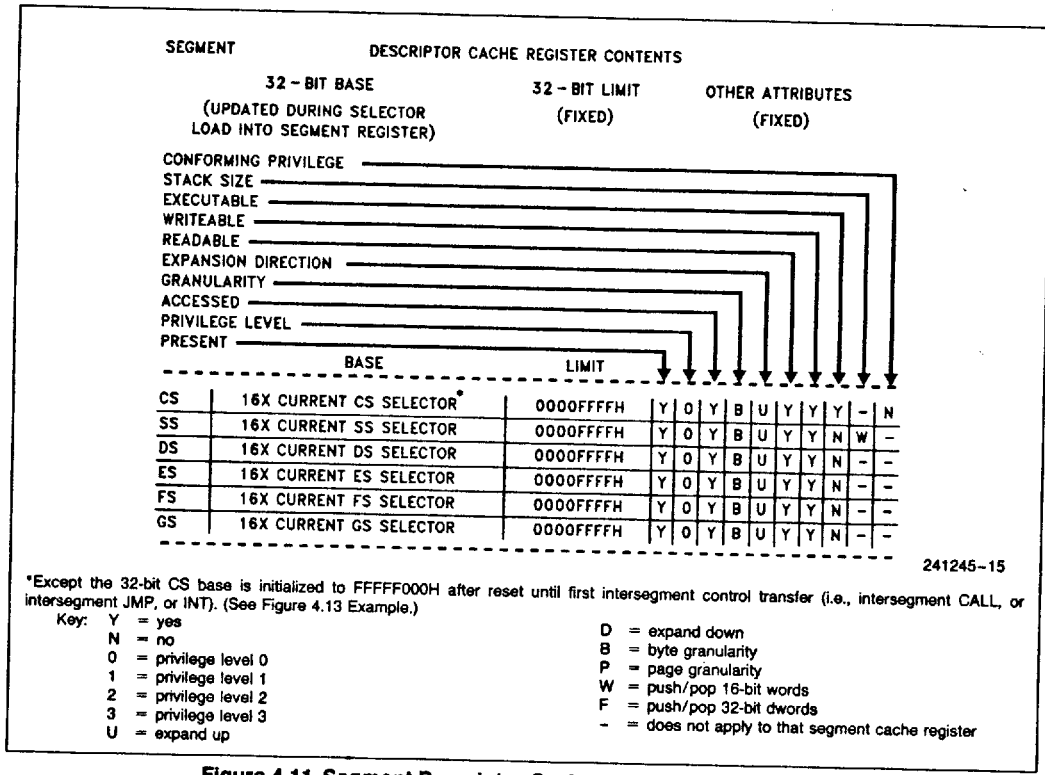 SEGMENT DESCRIPTOR CACHE REGISTER CONTENTS
32 - BIT BASE 32 - BIT LIMIT OTHER ATTRIBUTES
(UPDATED DURING SELECTOR (FIXED) (FIXED)
LOAD INTO SEGMENT REGISTER)
CONFORMING PRIVILEGE
STACK SIZE
EXECUTABLE
WRITEABLE
READABLE
EXPANSION DIRECTION
GRANULARITY
ACCESSED
PRIVILEGE LEVEL
PRESENT
BASE LIMIT
CS 16X CURRENT CS SELECTOR* 0000FFFFH Y 0 Y B U Y Y Y - N
SS 16X CURRENT SS SELECTOR 0000FFFFH Y 0 Y B U Y Y N W -
DS 16X CURRENT DS SELECTOR 0000FFFFH Y 0 Y B U Y Y N - -
ES 16X CURRENT ES SELECTOR 0000FFFFH Y 0 Y B U Y Y N - -
FS 16X CURRENT FS SELECTOR 0000FFFFH Y 0 Y B U Y Y N - -
GS 16X CURRENT GS SELECTOR 0000FFFFH Y 0 Y B U Y Y N - -
241245-15
*Except the 32-bit CS base is initialized to FFFFF000H after reset until first intersegment control transfer (i.e., intersegment CALL, or
intersegment JMP, or INT). (See Figure 4.13 Example.)
Key: Y = yes
N = no
0 = privilege level 0
1 = privilege level 1
2 = privilege level 2
3 = privilege level 3
U = expand up
D = expand down
B = byte granularity
P = page granularity
W = push/pop 16-bit words
F = push/pop 32-bit dwords
- = does not apply to that segment cache register